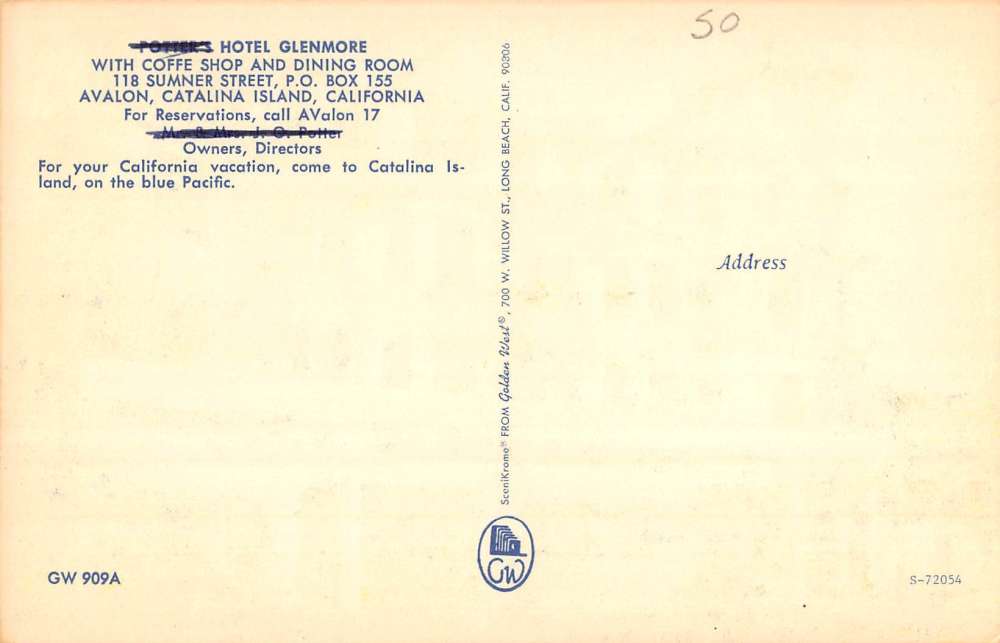 50
POTTER'S HOTEL GLENMORE
WITH COFFE SHOP AND DINING ROOM
118 SUMNER STREET, P.O. BOX 155
AVALON, CATALINA ISLAND, CALIFORNIA
For Reservations, call AValon 17
Mr. & Mrs. J. O. Potter
Owners, Directors
For your California vacation, come to Catalina Is-
land, on the blue Pacific.
SceniKrome® FROM Golden West®, 700 W. WILLOW ST., LONG BEACH, CALIF. 90806
Address
GW
GW 909A
S-72054